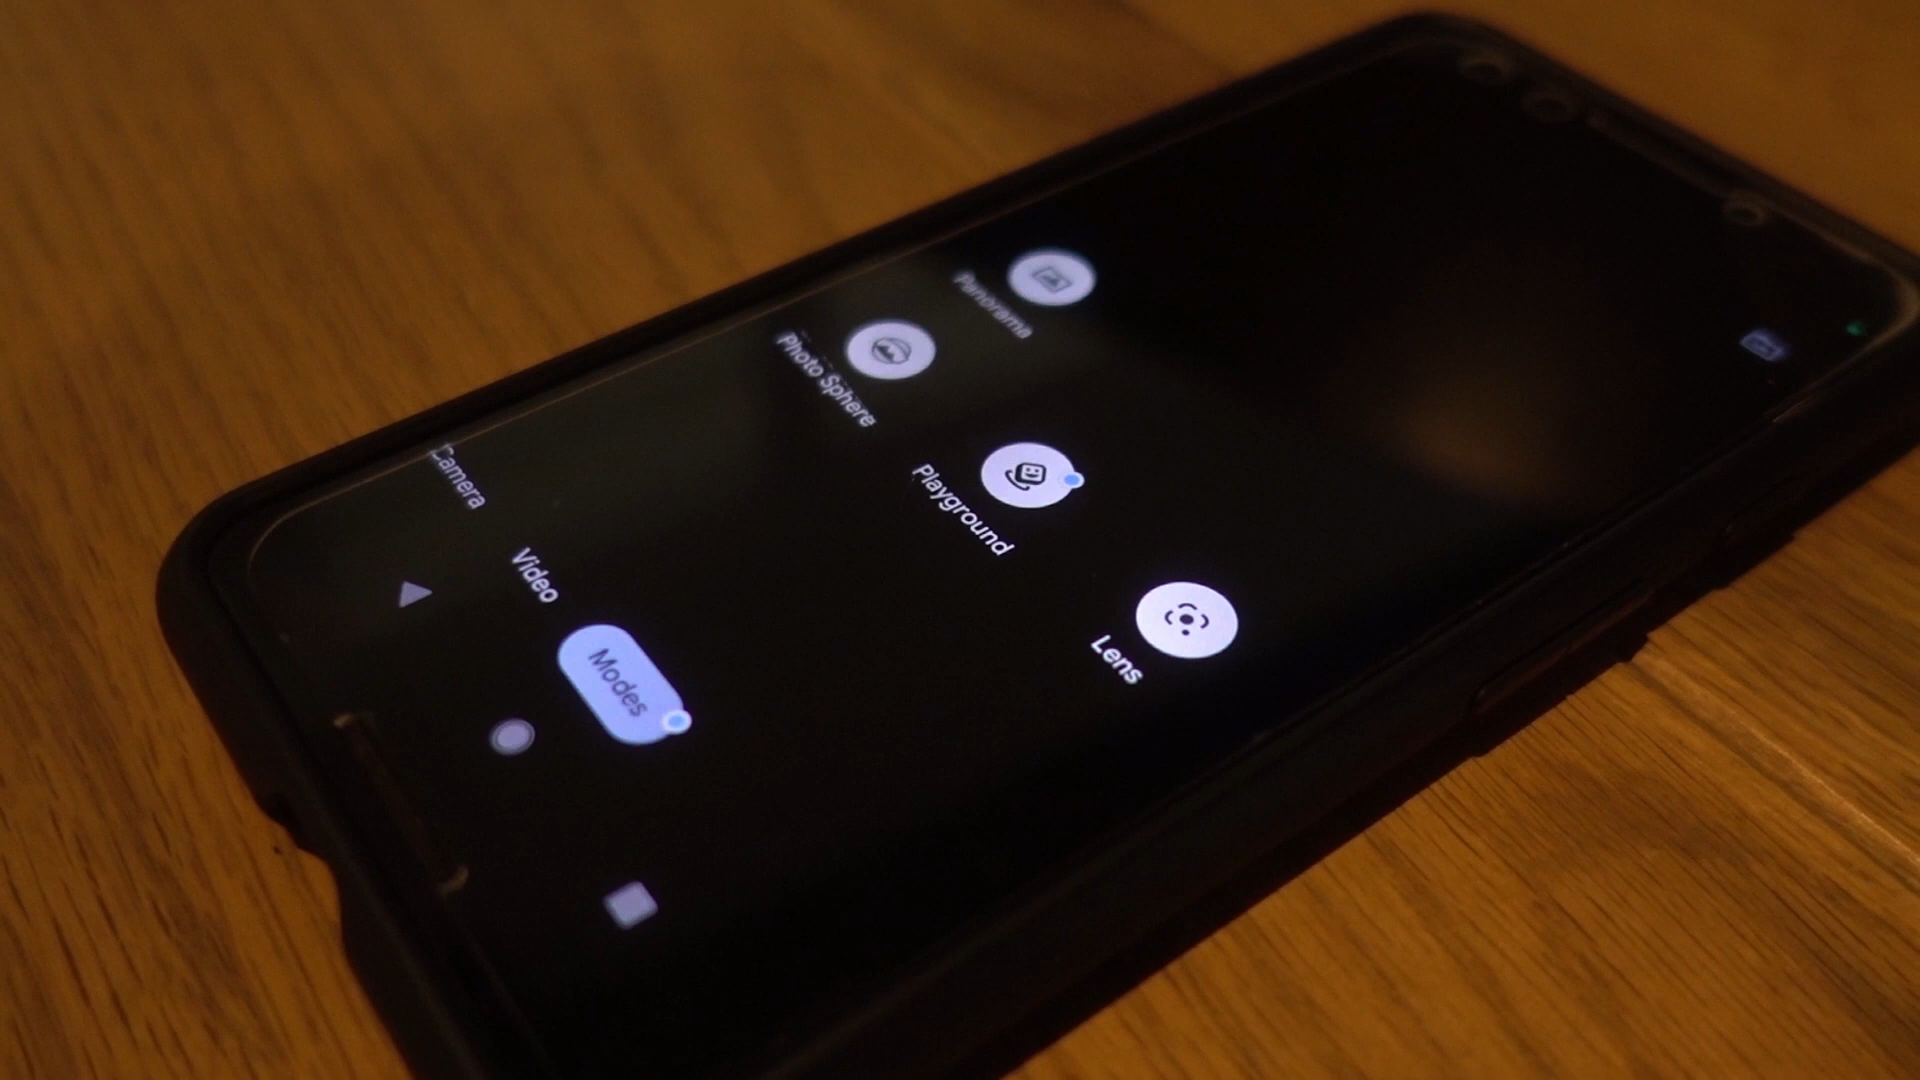 Panorama
Photo Sphere
Playground
Lens
Camera
Video
Modes